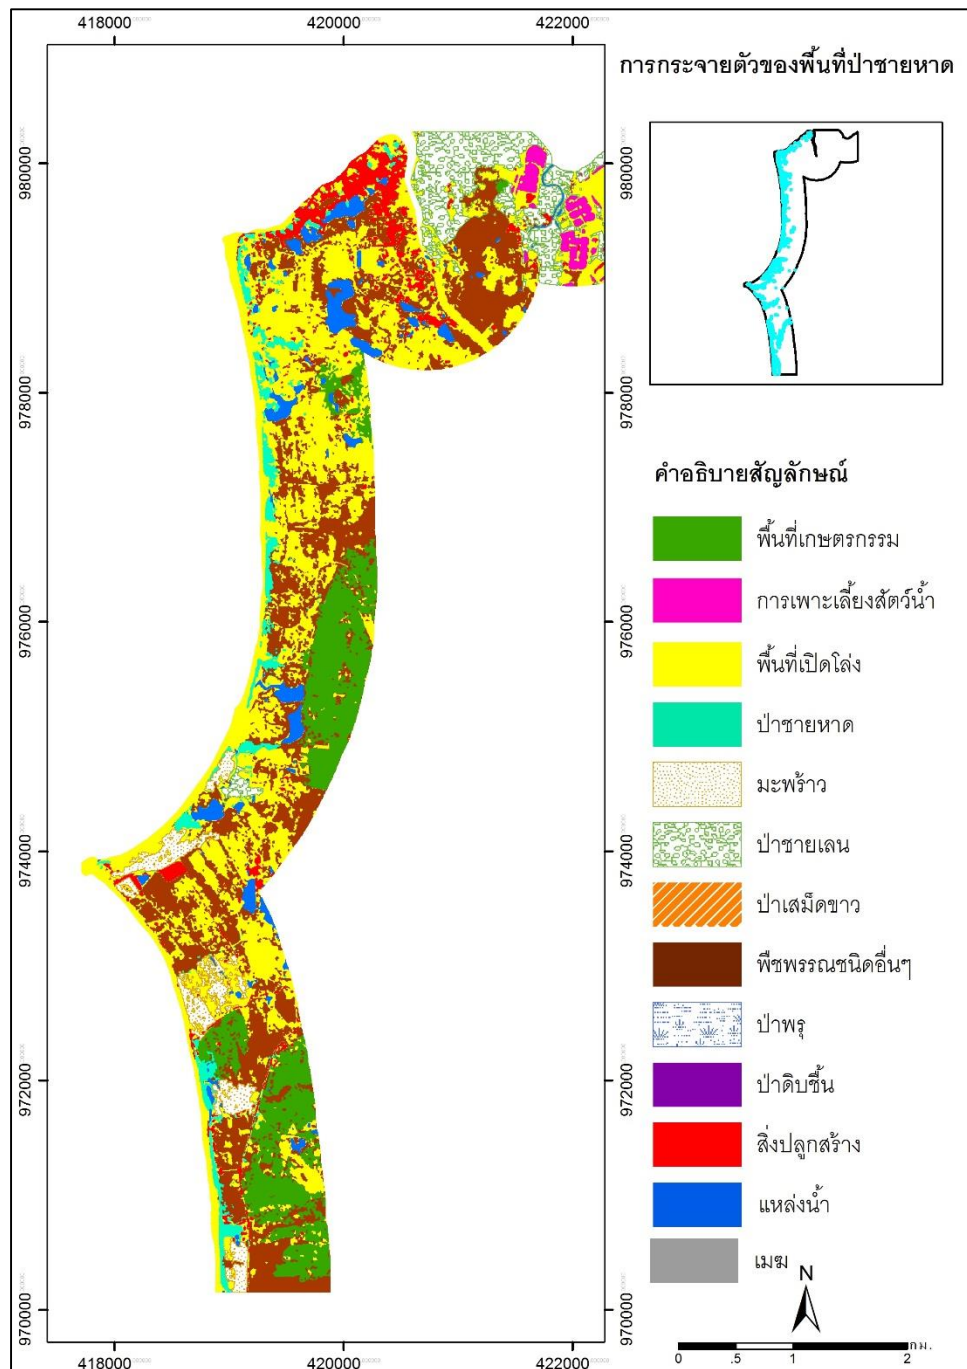 418000 420000 422000
การกระจายตัวของพื้นที่ป่าชายหาด
980000 980000
978000 978000
คำอธิบายสัญลักษณ์
พื้นที่เกษตรกรรม
การเพาะเลี้ยงสัตว์น้ำ
976000 976000
พื้นที่เปิดโล่ง
ป่าชายหาด
มะพร้าว
974000 974000
ป่าชายเลน
ป่าเสม็ดขาว
พืชพรรณชนิดอื่นๆ
ป่าพรุ
972000 972000
ป่าดิบชื้น
สิ่งปลูกสร้าง
แหล่งน้ำ
เมฆ
N
970000 970000
กม.
0 .5 1 2
418000 420000 422000